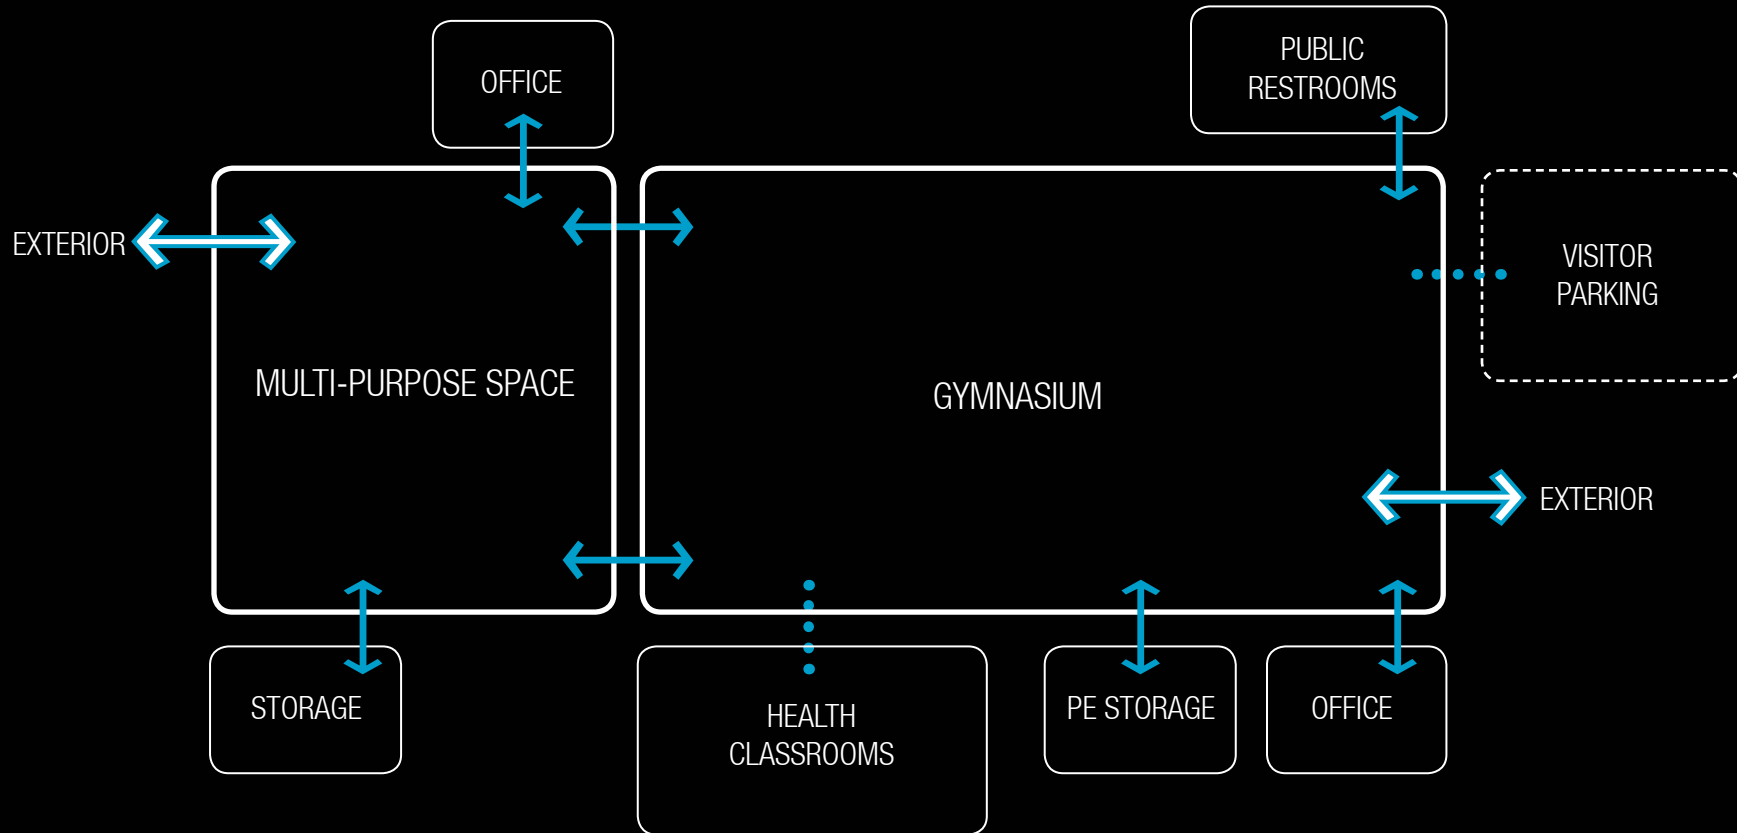 OFFICE
PUBLIC
RESTROOMS
EXTERIOR
VISITOR
PARKING
MULTI-PURPOSE SPACE
GYMNASIUM
EXTERIOR
STORAGE
HEALTH
CLASSROOMS
PE STORAGE
OFFICE